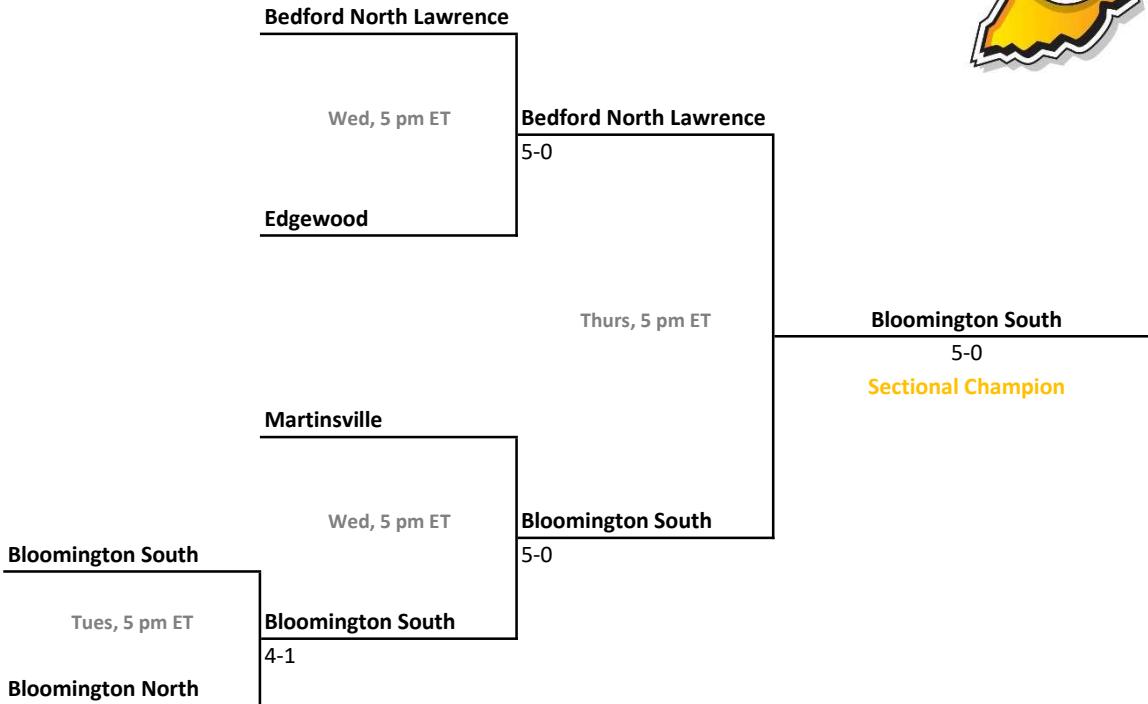 Bedford North Lawrence
Wed, 5 pm ET
Bedford North Lawrence
5-0
Edgewood
Thurs, 5 pm ET
Bloomington South
5-0
Sectional Champion
Martinsville
Wed, 5 pm ET
Bloomington South
5-0
Bloomington South
Tues, 5 pm ET
Bloomington South
4-1
Bloomington North